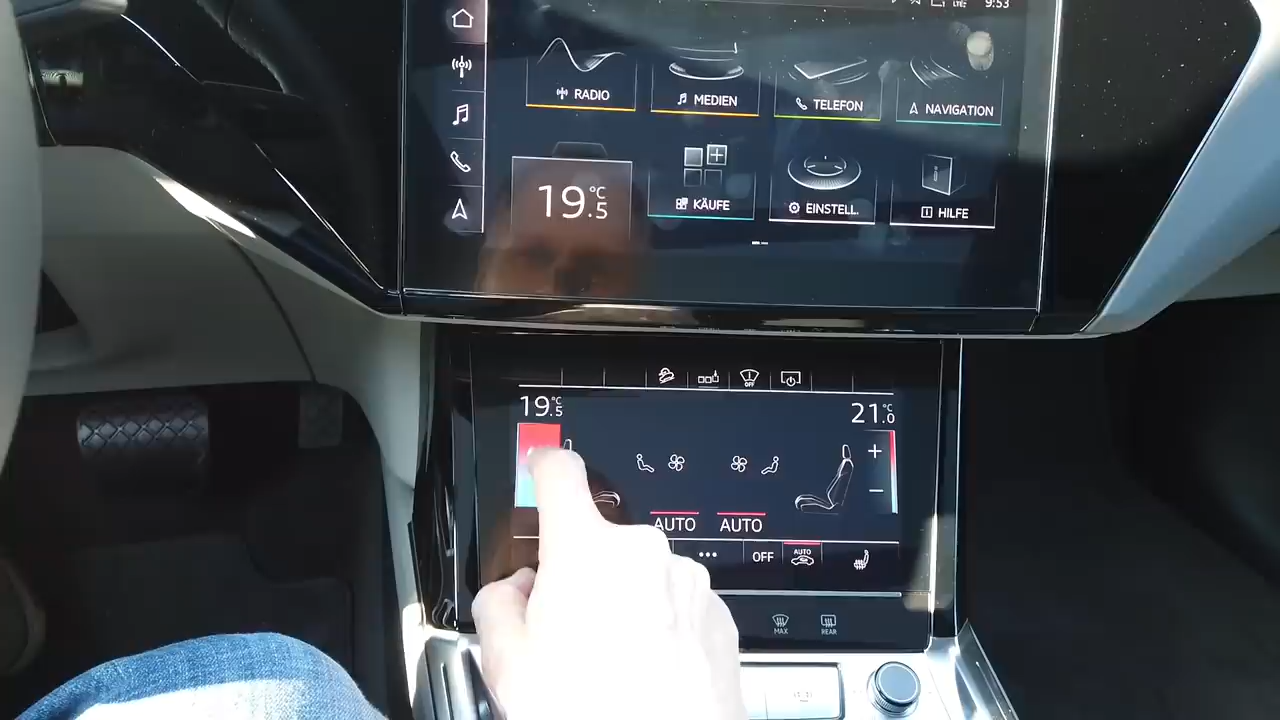 9:53
RADIO
MEDIEN
TELEFON
NAVIGATION
19.5 °C
KÄUFE
EINSTELL.
HILFE
OFF
19.5 °C
21.0 °C
+
−
AUTO
AUTO
OFF
AUTO
MAX
REAR